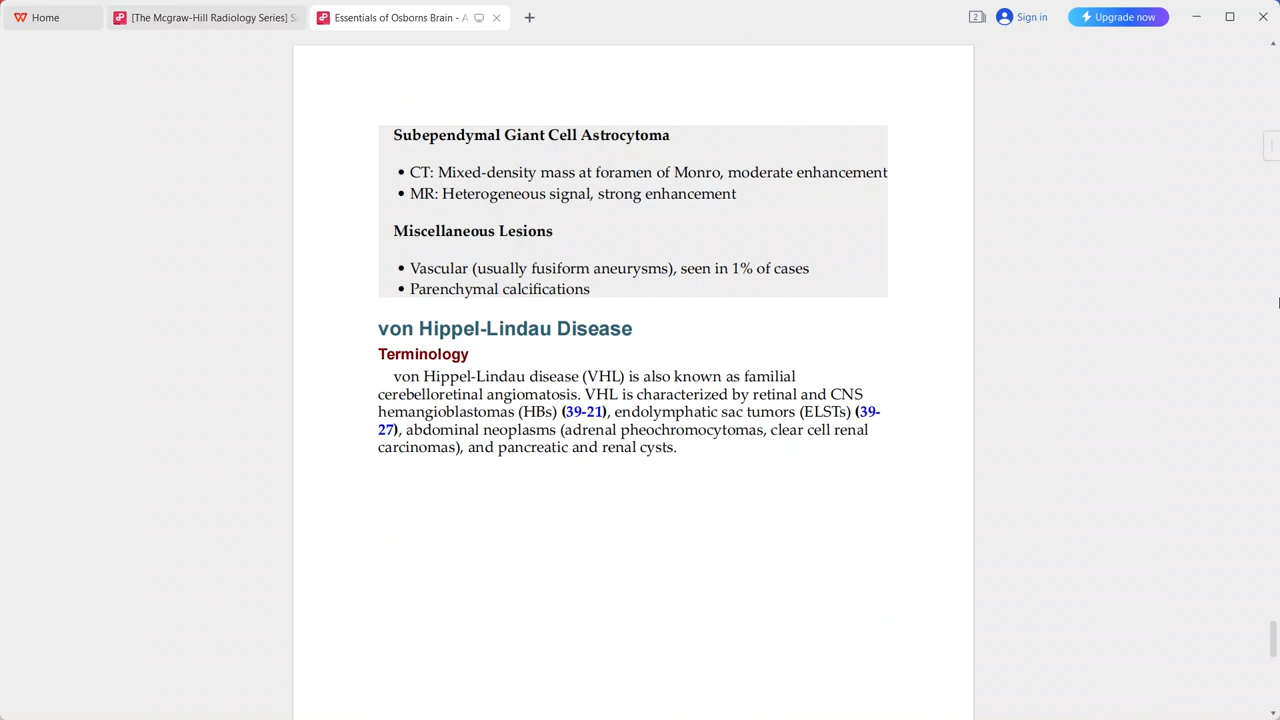 Home
[The Mcgraw-Hill Radiology Series] S
Essentials of Osborns Brain - A
2
Sign in
Upgrade now
Subependymal Giant Cell Astrocytoma
• CT: Mixed-density mass at foramen of Monro, moderate enhancement
• MR: Heterogeneous signal, strong enhancement
Miscellaneous Lesions
• Vascular (usually fusiform aneurysms), seen in 1% of cases
• Parenchymal calcifications
von Hippel-Lindau Disease
Terminology
von Hippel-Lindau disease (VHL) is also known as familial
cerebelloretinal angiomatosis. VHL is characterized by retinal and CNS
hemangioblastomas (HBs) (39-21), endolymphatic sac tumors (ELSTs) (39-
27), abdominal neoplasms (adrenal pheochromocytomas, clear cell renal
carcinomas), and pancreatic and renal cysts.